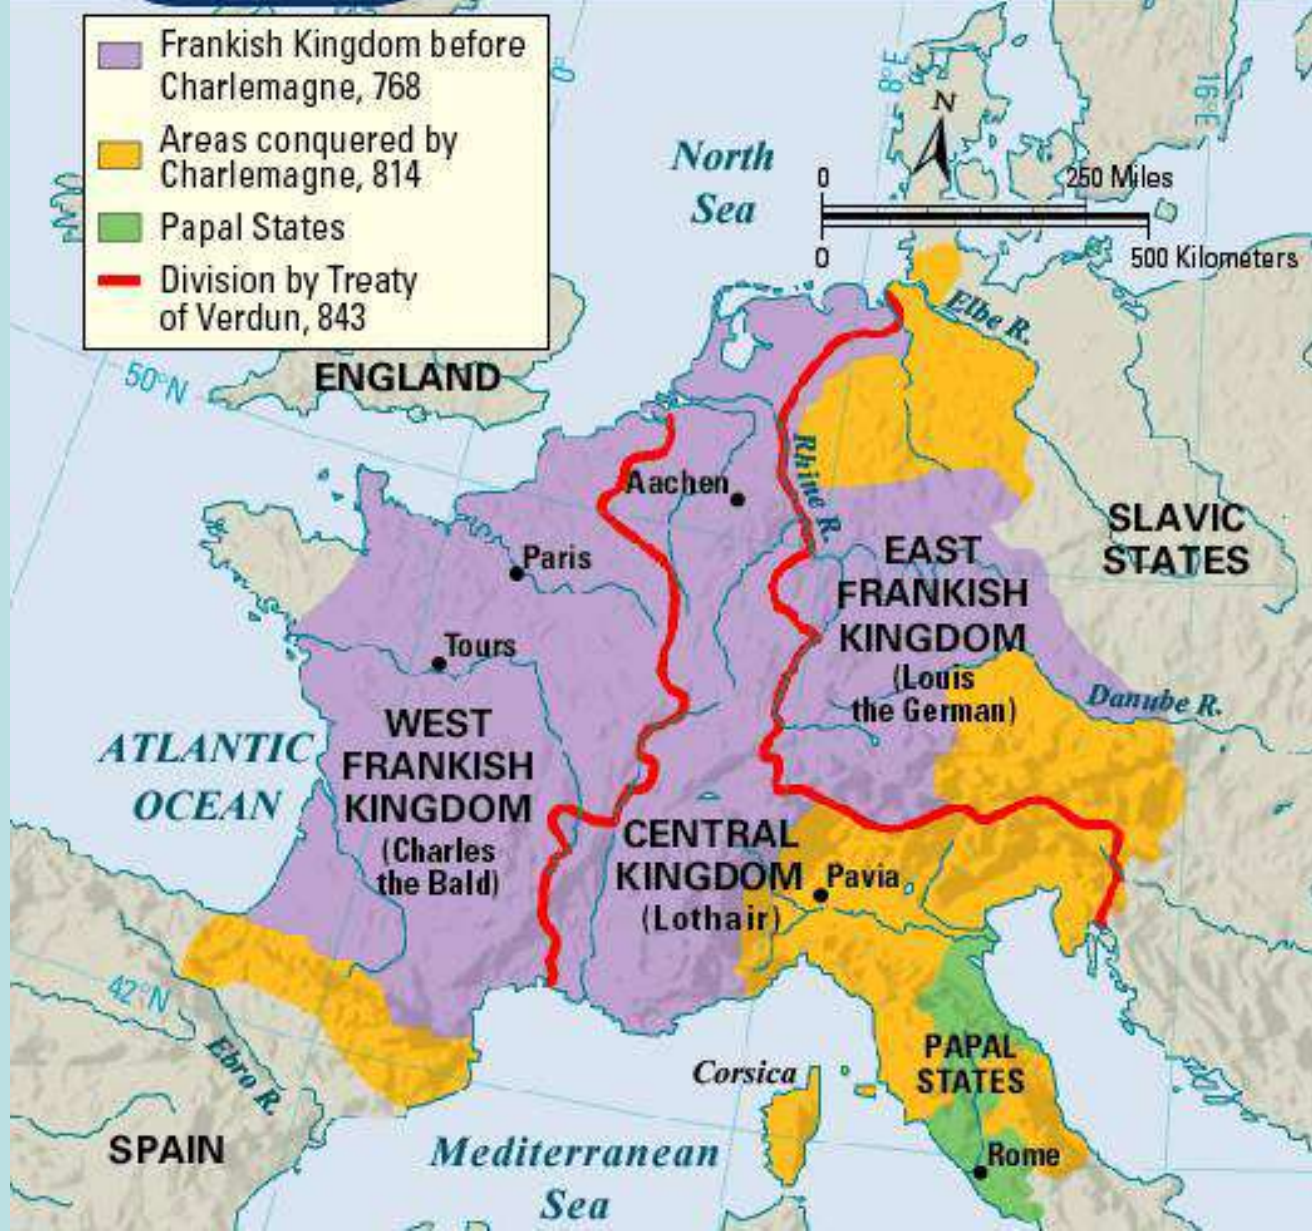 Frankish Kingdom before
Charlemagne, 768
Areas conquered by
Charlemagne, 814
Papal States
Division by Treaty
of Verdun, 843
0°
8°E
16°E
N
North
Sea
0
250 Miles
0
500 Kilometers
Elbe R.
50°N
ENGLAND
Rhine R.
Aachen
SLAVIC
STATES
Paris
EAST
FRANKISH
KINGDOM
(Louis
the German)
Tours
Danube R.
WEST
FRANKISH
KINGDOM
(Charles
the Bald)
ATLANTIC
OCEAN
CENTRAL
KINGDOM
(Lothair)
Pavia
42°N
Ebro R.
PAPAL
STATES
Corsica
SPAIN
Mediterranean
Sea
Rome